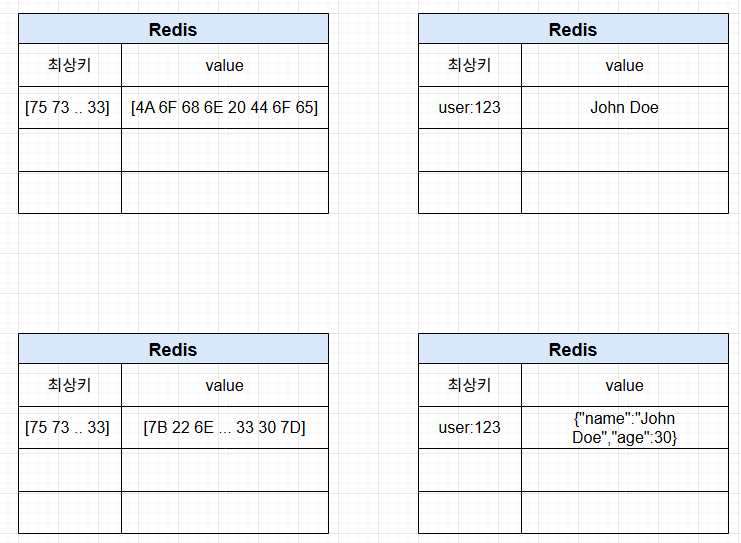 Redis
최상키 value
[75 73 .. 33] [4A 6F 68 6E 20 44 6F 65]
Redis
최상키 value
user:123 John Doe
Redis
최상키 value
[75 73 .. 33] [7B 22 6E ... 33 30 7D]
Redis
최상키 value
user:123 {"name":"John
Doe","age":30}